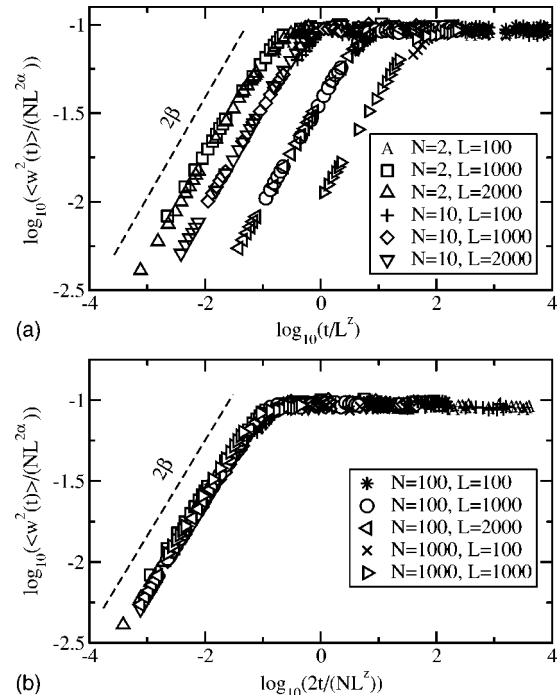 -1
-1.5
-2
-2.5
log10(<w²(t)>/(NL²ᵅ))
2β
N=2, L=100
N=2, L=1000
N=2, L=2000
N=10, L=100
N=10, L=1000
N=10, L=2000
-4
-2
0
2
4
(a)
log10(t/Lᶻ)
-1
-1.5
-2
-2.5
log10(<w²(t)>/(NL²ᵅ))
2β
N=100, L=100
N=100, L=1000
N=100, L=2000
N=1000, L=100
N=1000, L=1000
-4
-2
0
2
4
(b)
log10(2t/(NLᶻ))